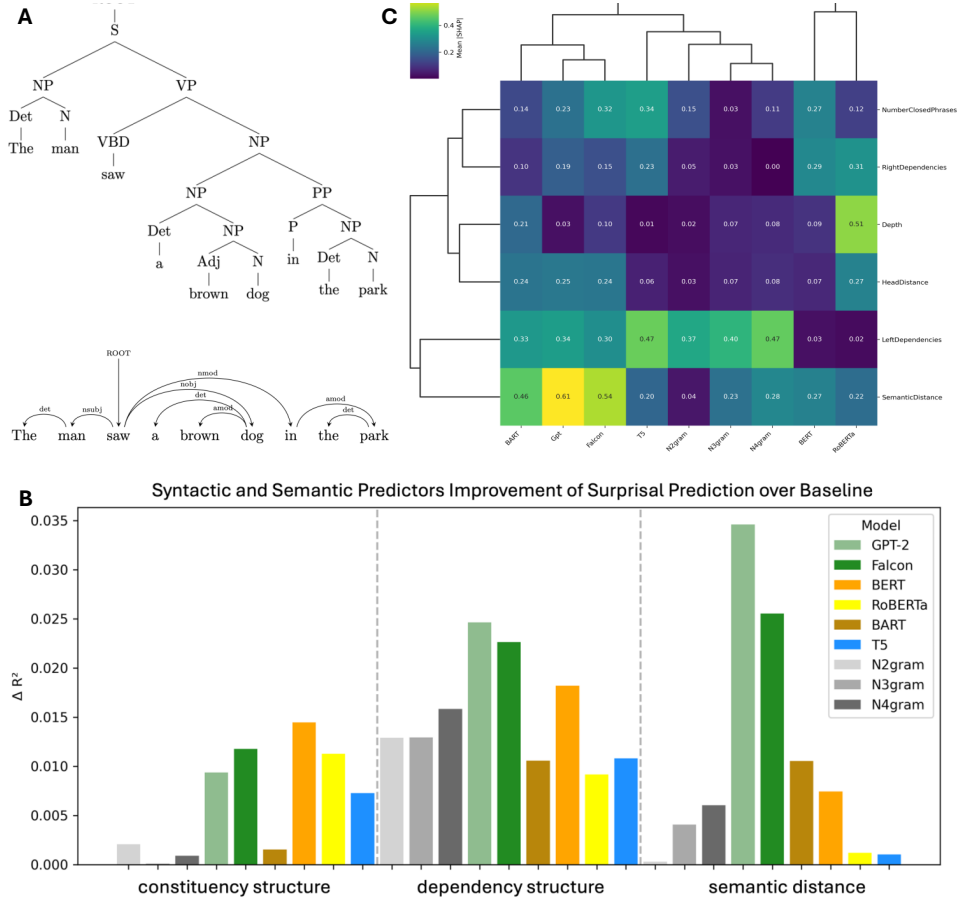 A
S
NP VP
Det N VBD NP
The man saw NP PP
Det NP P NP
a Adj N in Det N
brown dog the park
ROOT
nmod
nobj
det nsubj det amod
amod det
The man saw a brown dog in the park
C
0.4
0.2
Mean |SHAP|
0.14 0.23 0.32 0.34 0.15 0.03 0.11 0.27 0.12 NumberClosedPhrases
0.10 0.19 0.15 0.23 0.05 0.03 0.00 0.29 0.31 RightDependencies
0.21 0.03 0.10 0.01 0.02 0.07 0.08 0.09 0.51 Depth
0.24 0.25 0.24 0.06 0.03 0.07 0.08 0.07 0.27 HeadDistance
0.33 0.34 0.30 0.47 0.37 0.40 0.47 0.03 0.02 LeftDependencies
0.46 0.61 0.54 0.20 0.04 0.23 0.28 0.27 0.22 SemanticDistance
BART Gpt Falcon T5 N2gram N3gram N4gram BERT RoBERTa
B
Syntactic and Semantic Predictors Improvement of Surprisal Prediction over Baseline
0.035
0.030
0.025
0.020
0.015
0.010
0.005
0.000
Δ R²
Model
GPT-2
Falcon
BERT
RoBERTa
BART
T5
N2gram
N3gram
N4gram
constituency structure dependency structure semantic distance